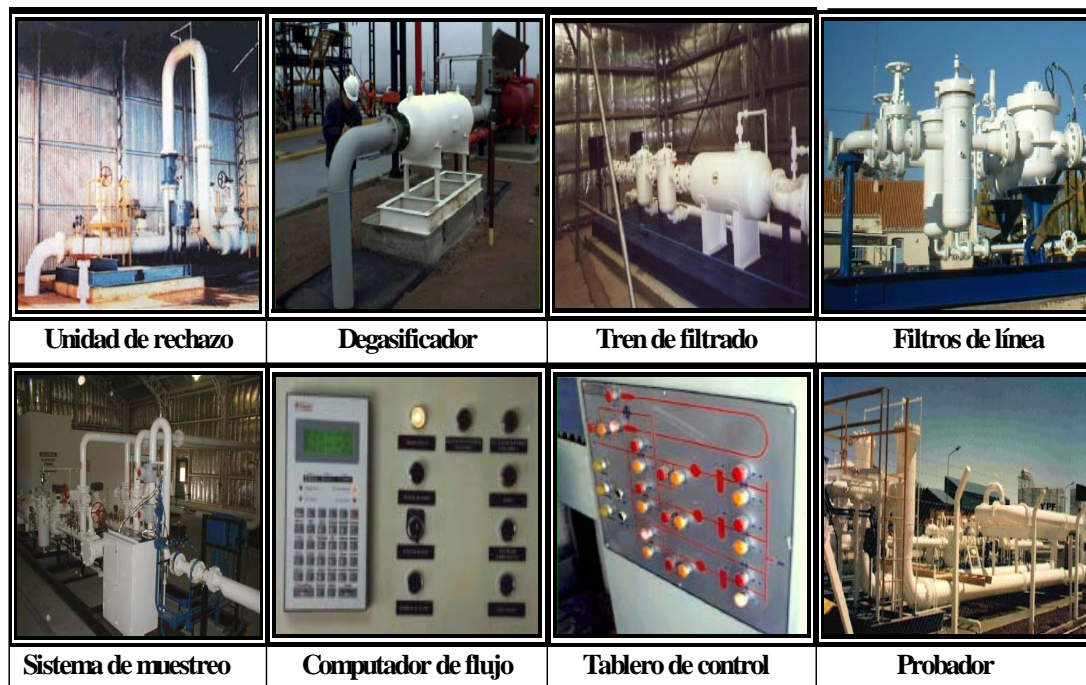 Unidad de rechazo
Degasificador
Tren de filtrado
Filtros de línea
YPF
Sistema de muestreo
Computador de flujo
Tablero de control
Probador